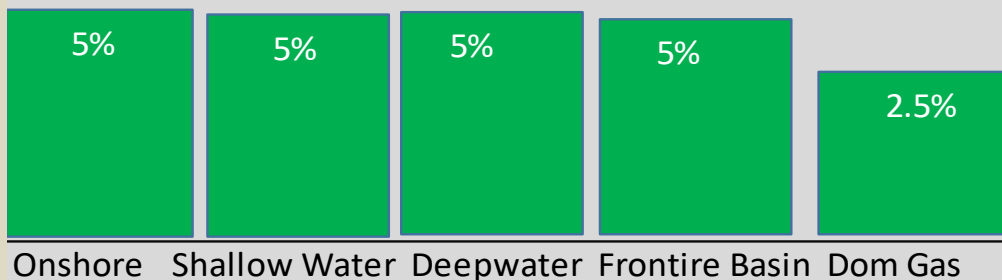 5% 5% 5% 5%
2.5%
Onshore Shallow Water Deepwater Frontire Basin Dom Gas